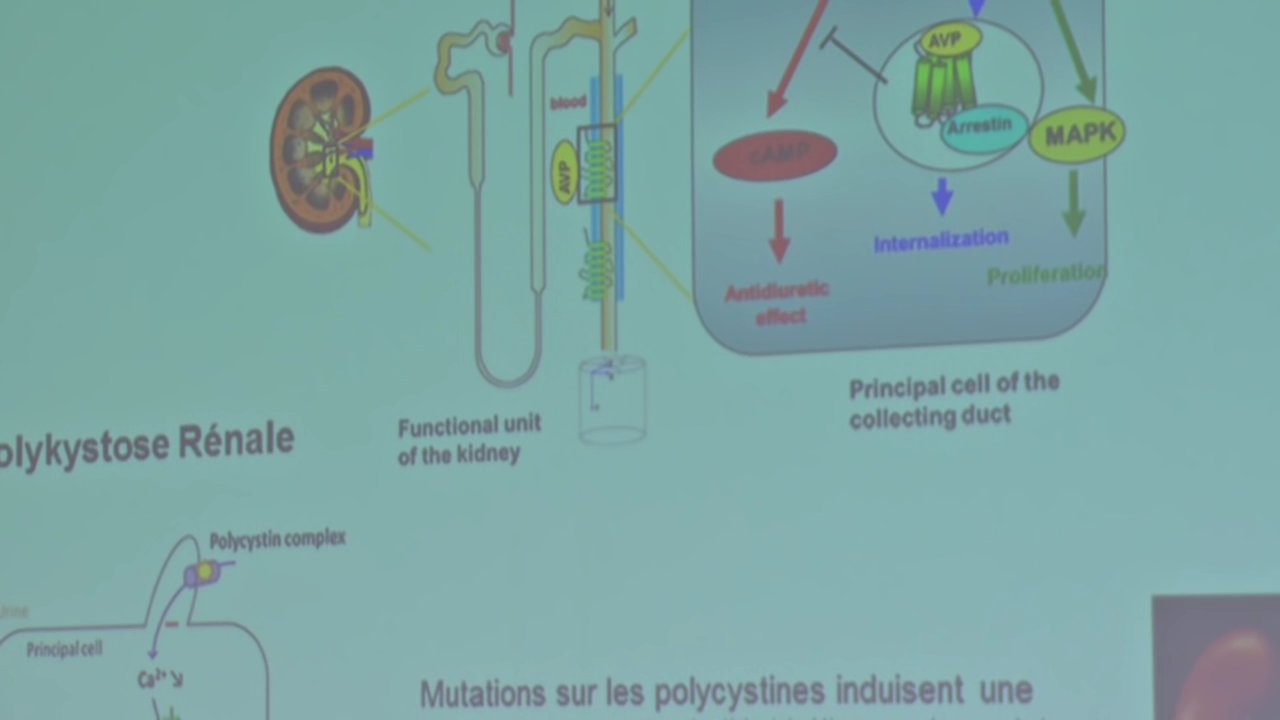 AVP
Arrestin
MAPK
cAMP
blood
AVP
Internalization
Proliferation
Antidiuretic
effect
Principal cell of the
collecting duct
Functional unit
of the kidney
olykystose Rénale
Polycystin complex
Urine
Principal cell
Ca²⁺ ↘
Mutations sur les polycystines induisent une